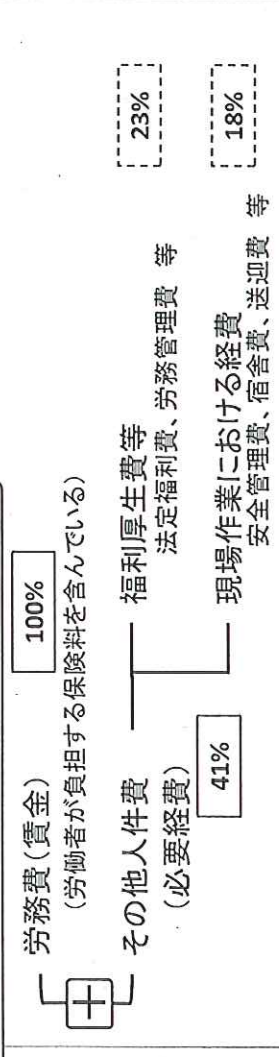 労務費(賃金) 100%
(労働者が負担する保険料を含んでいる)
+
その他人件費
(必要経費)
41%
福利厚生費等 23%
法定福利費、労務管理費 等
現場作業における経費 18%
安全管理費、宿舎費、送迎費 等